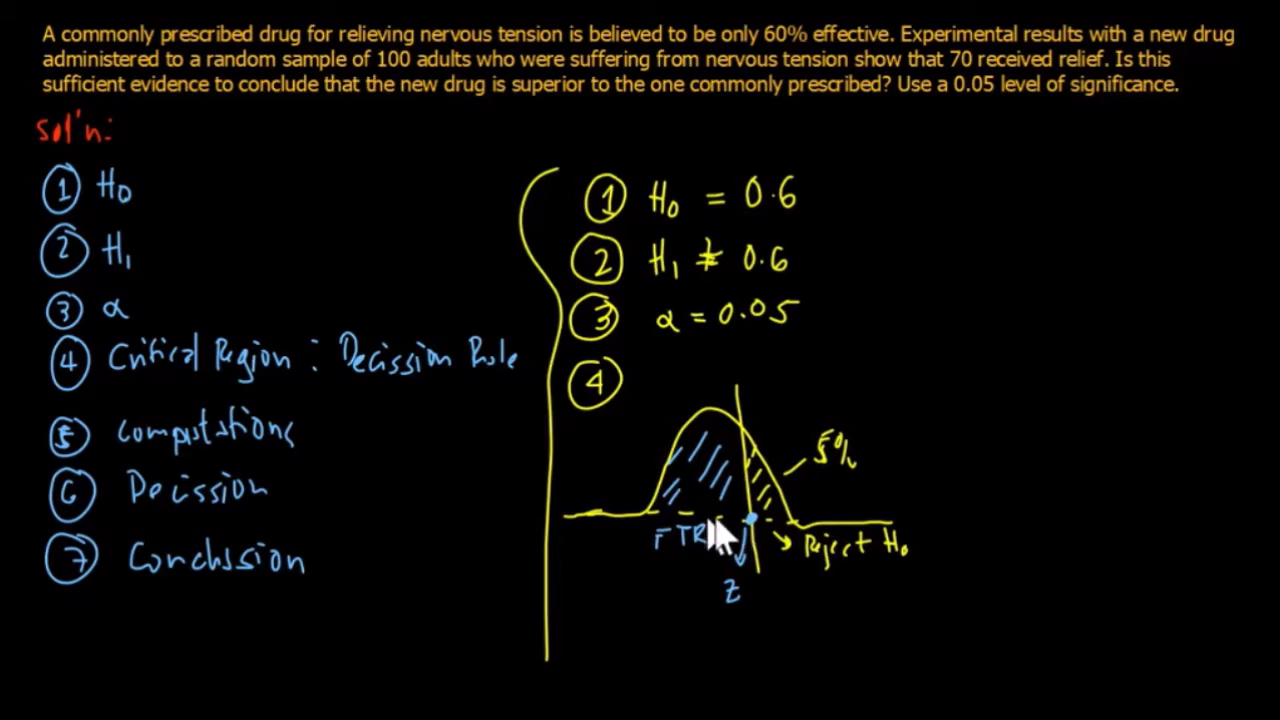 A commonly prescribed drug for relieving nervous tension is believed to be only 60% effective. Experimental results with a new drug
administered to a random sample of 100 adults who were suffering from nervous tension show that 70 received relief. Is this
sufficient evidence to conclude that the new drug is superior to the one commonly prescribed? Use a 0.05 level of significance.
Sol'n:
① H₀
② H₁
③ α
④ Critical Region : Decission Rule
⑤ Computations
⑥ Decission
⑦ Conclssion
① H₀ = 0.6
② H₁ ≠ 0.6
③ α = 0.05
④
5%
FTR
Reject H₀
Z